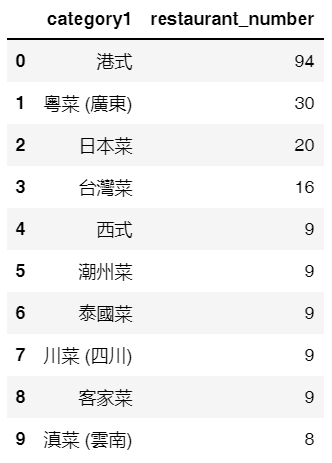 category1 restaurant_number
0 港式 94
1 粵菜 (廣東) 30
2 日本菜 20
3 台灣菜 16
4 西式 9
5 潮州菜 9
6 泰國菜 9
7 川菜 (四川) 9
8 客家菜 9
9 滇菜 (雲南) 8